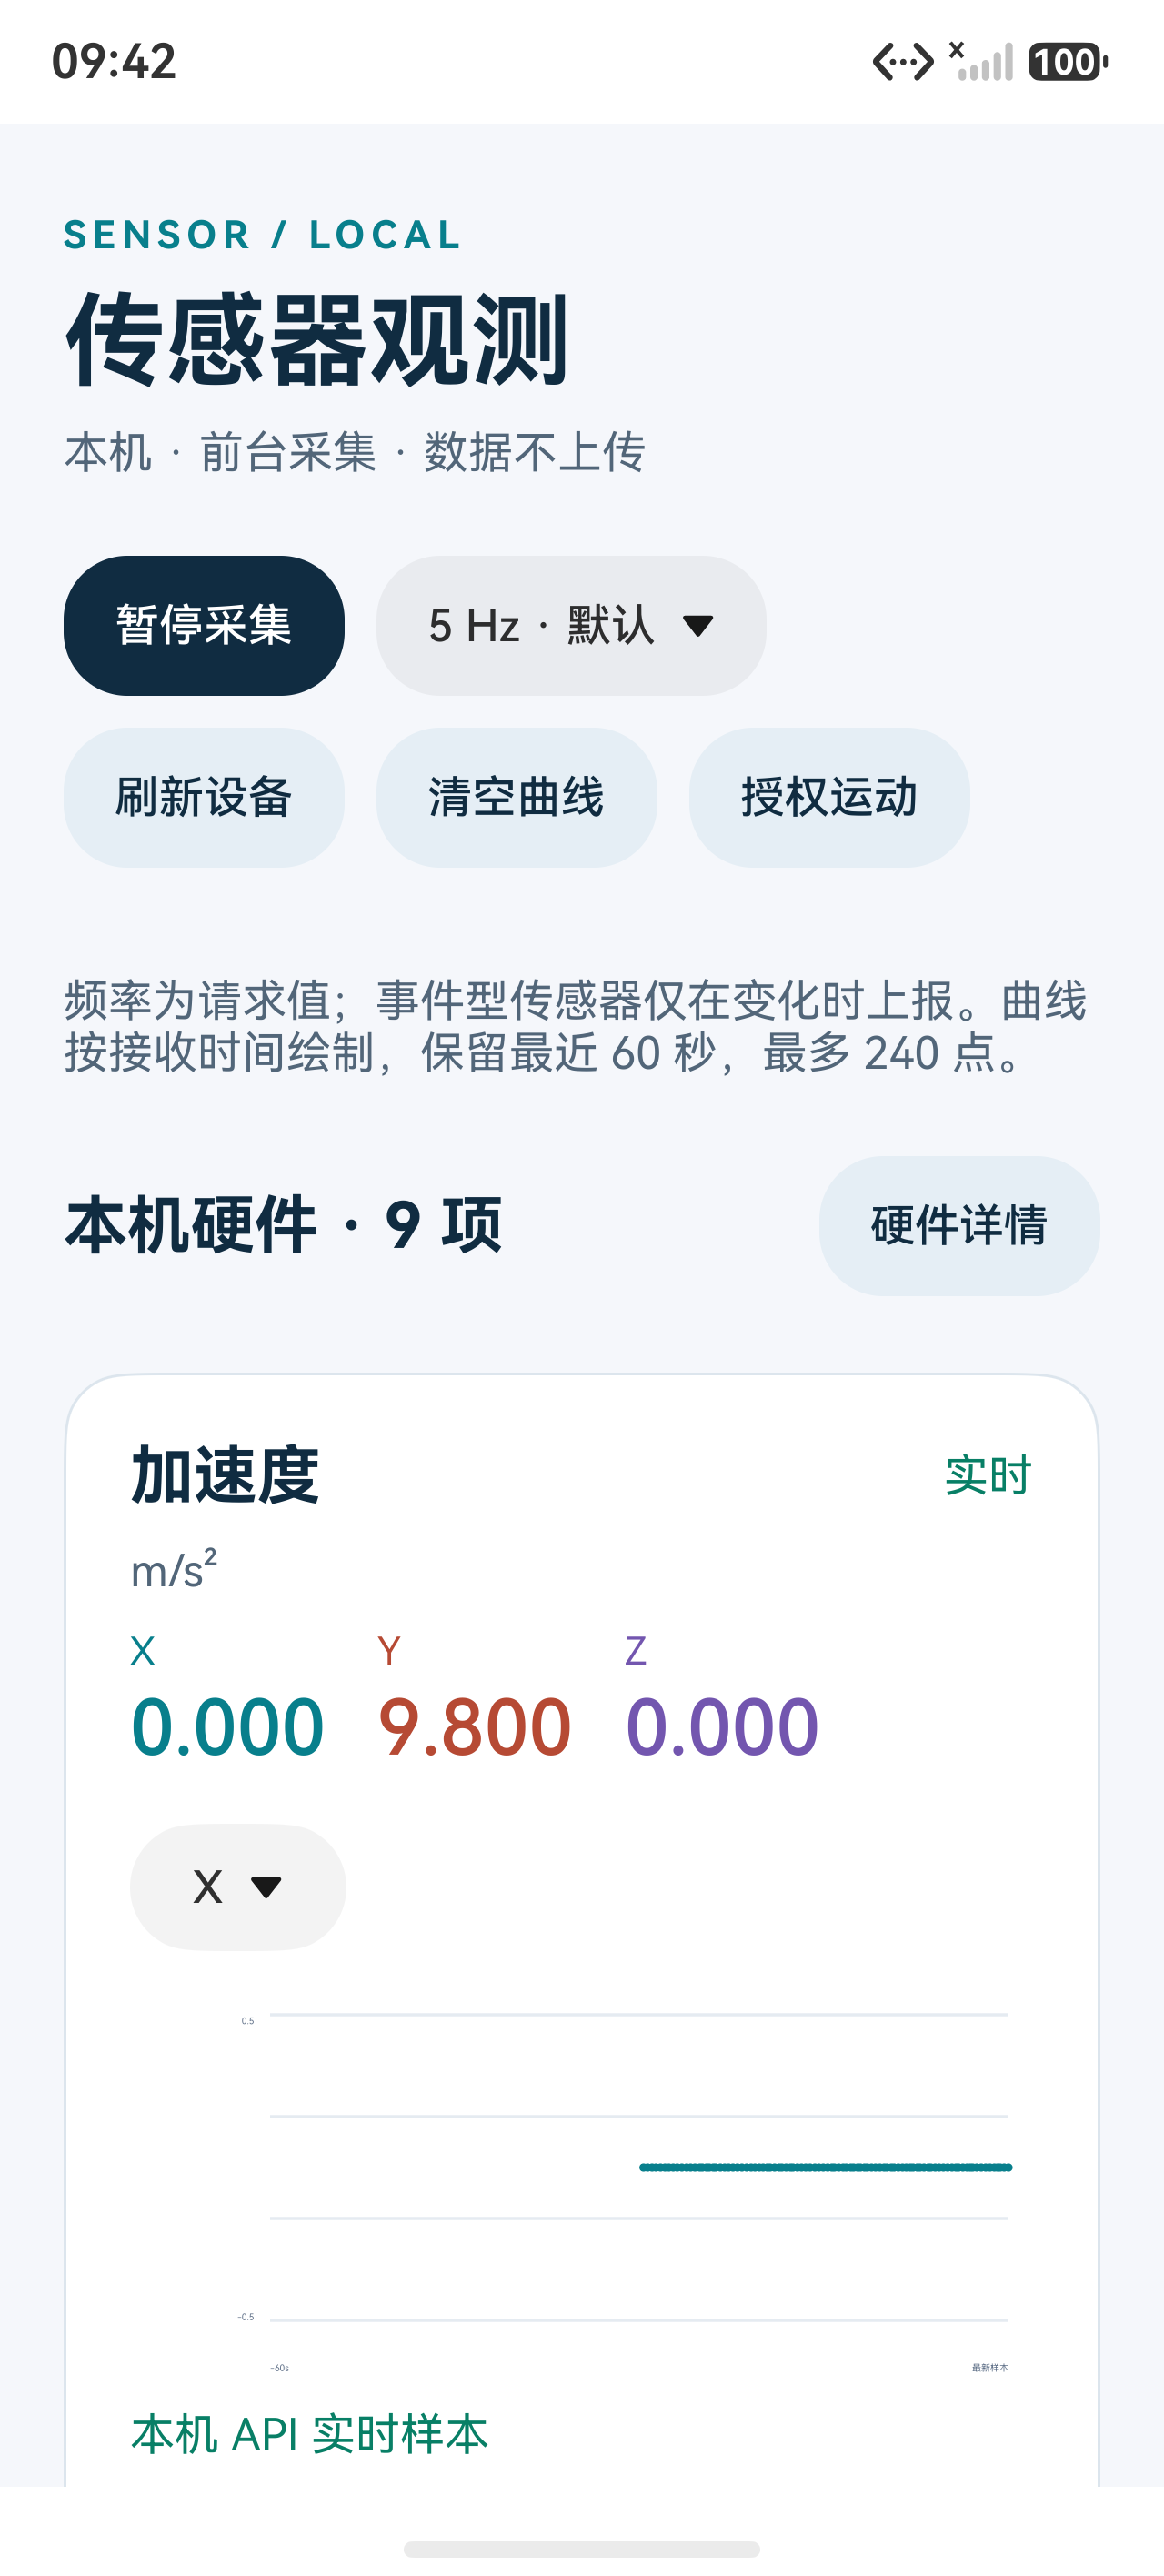 09:42
100
SENSOR / LOCAL
传感器观测
本机 · 前台采集 · 数据不上传
暂停采集
5 Hz · 默认
刷新设备
清空曲线
授权运动
频率为请求值；事件型传感器仅在变化时上报。曲线
按接收时间绘制，保留最近 60 秒，最多 240 点。
本机硬件 · 9 项
硬件详情
加速度
实时
m/s²
X Y Z
0.000 9.800 0.000
X
0.5
-0.5
-60s
最新样本
本机 API 实时样本